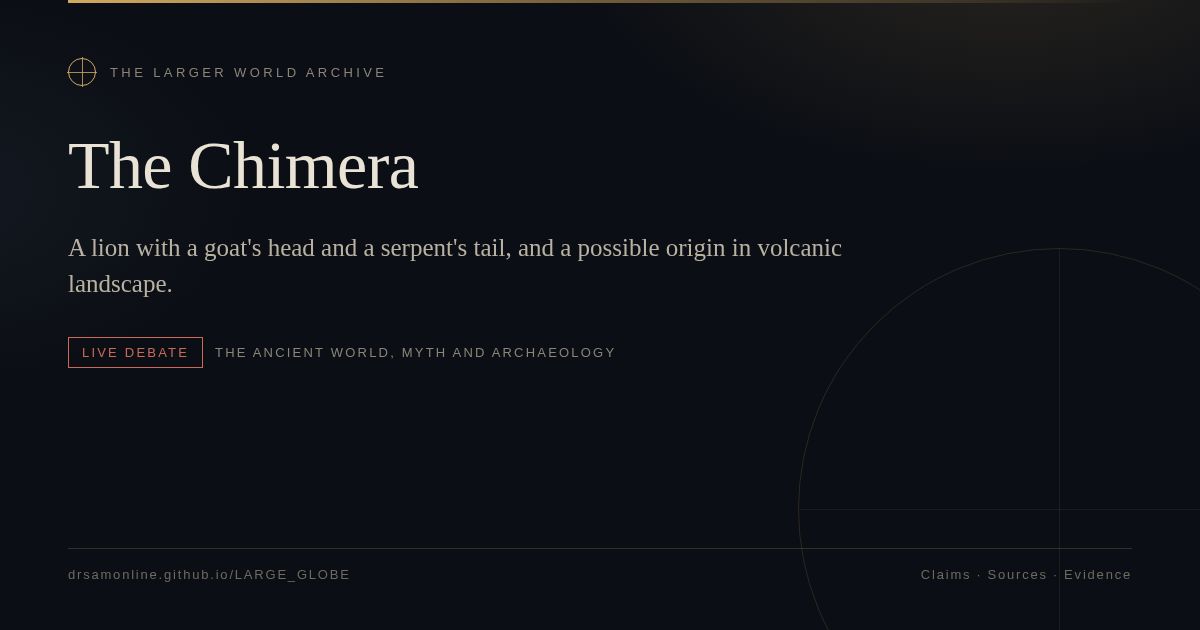 THE LARGER WORLD ARCHIVE
The Chimera
A lion with a goat's head and a serpent's tail, and a possible origin in volcanic
landscape.
LIVE DEBATE THE ANCIENT WORLD, MYTH AND ARCHAEOLOGY
drsamonline.github.io/LARGE_GLOBE Claims · Sources · Evidence